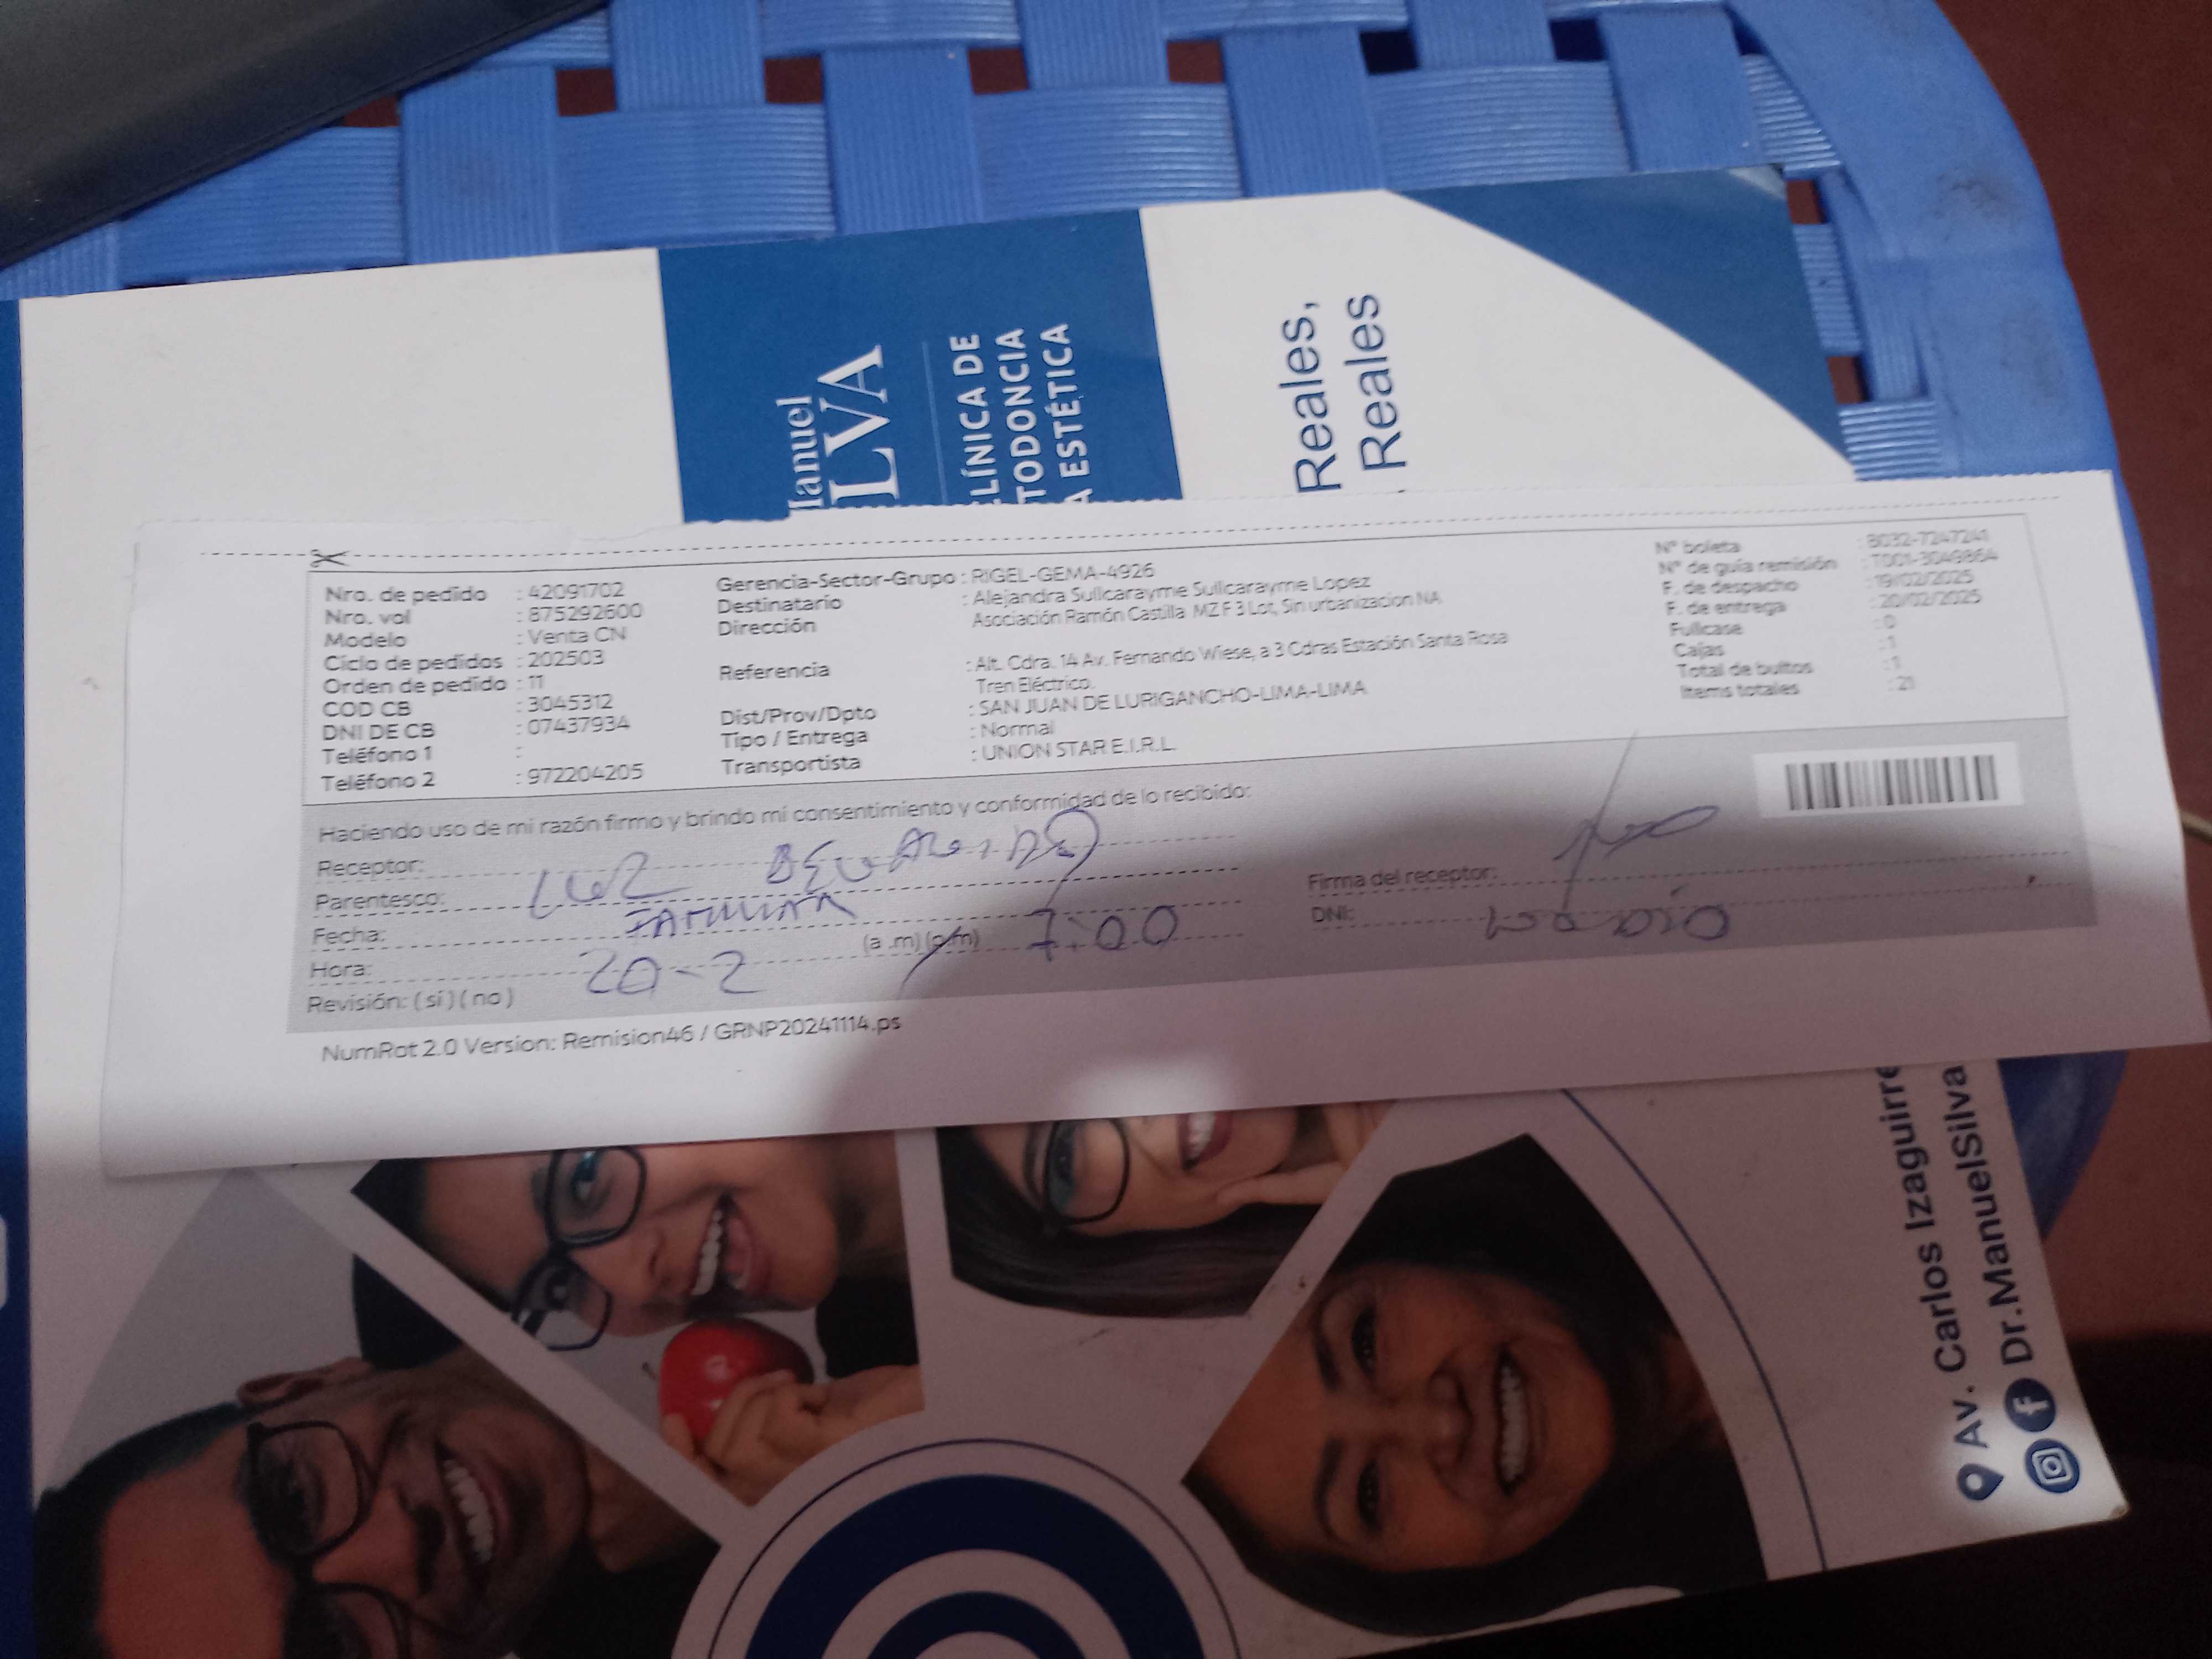 Manuel
LVA
CLÍNICA DE
TODONCIA
A ESTÉTICA
Reales,
Reales
Nro. de pedido : 42091702
Nro. vol : 875292600
Modelo : Venta CN
Ciclo de pedidos : 202503
Orden de pedido : 11
COD CB : 3045312
DNI DE CB : 07437934
Teléfono 1 :
Teléfono 2 : 972204205
Gerencia-Sector-Grupo : RIGEL-GEMA-4926
Destinatario : Alejandra Sullcarayme Sullcarayme Lopez
Dirección Asociación Ramón Castilla MZ F 3 Lot, Sin urbanizacion NA
Referencia : Alt. Cdra. 14 Av. Fernando Wiese, a 3 Cdras Estación Santa Rosa
Tren Eléctrico.
Dist/Prov/Dpto : SAN JUAN DE LURIGANCHO-LIMA-LIMA
Tipo / Entrega : Normal
Transportista : UNION STAR E.I.R.L.
N° boleta : B032-7247241
N° de guía remisión : T001-3049864
F. de despacho : 19/02/2025
F. de entrega : 20/02/2025
Fullcase : 0
Cajas : 1
Total de bultos : 1
Items totales : 21
Haciendo uso de mi razón firmo y brindo mi consentimiento y conformidad de lo recibido:
Receptor: Luz
Parentesco:
Fecha: 20-2
Hora: (a .m) (p.m) 7:00
Revisión: ( si ) ( no )
Firma del receptor:
DNI:
NumRot 2.0 Version: Remision46 / GRNP20241114.ps
Av. Carlos Izaguirre
Dr.ManuelSilva